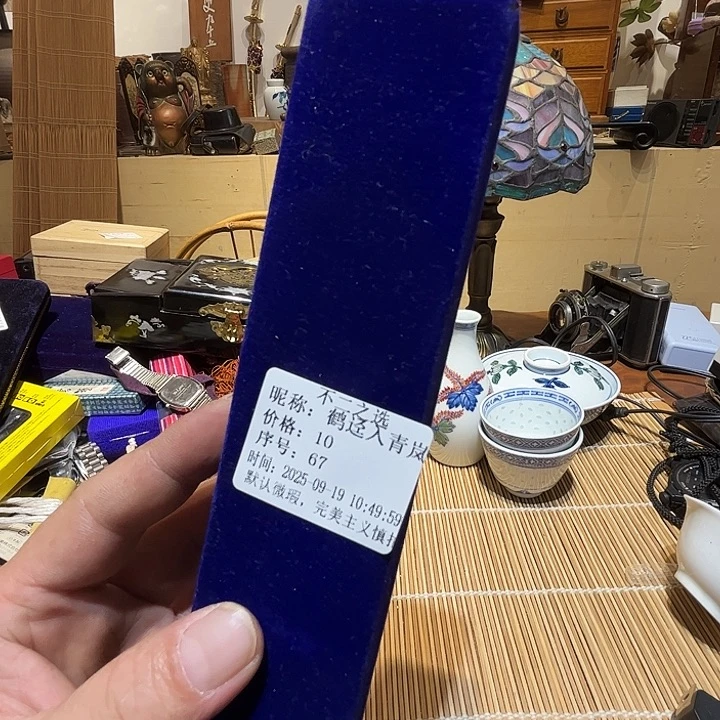 不一之选
昵称：鹤迳入青岚
价格：10
序号：67
时间：2025-09-19 10:49:59
默认微瑕，完美主义慎拍